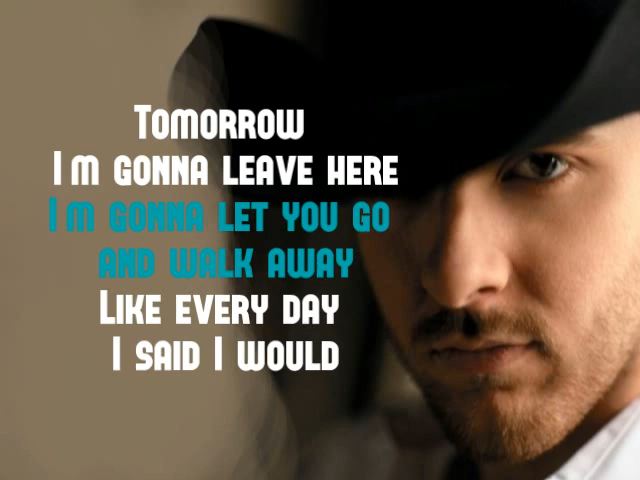 Tomorrow
I m gonna leave here
I m gonna let you go
and walk away
Like every day
I said I would